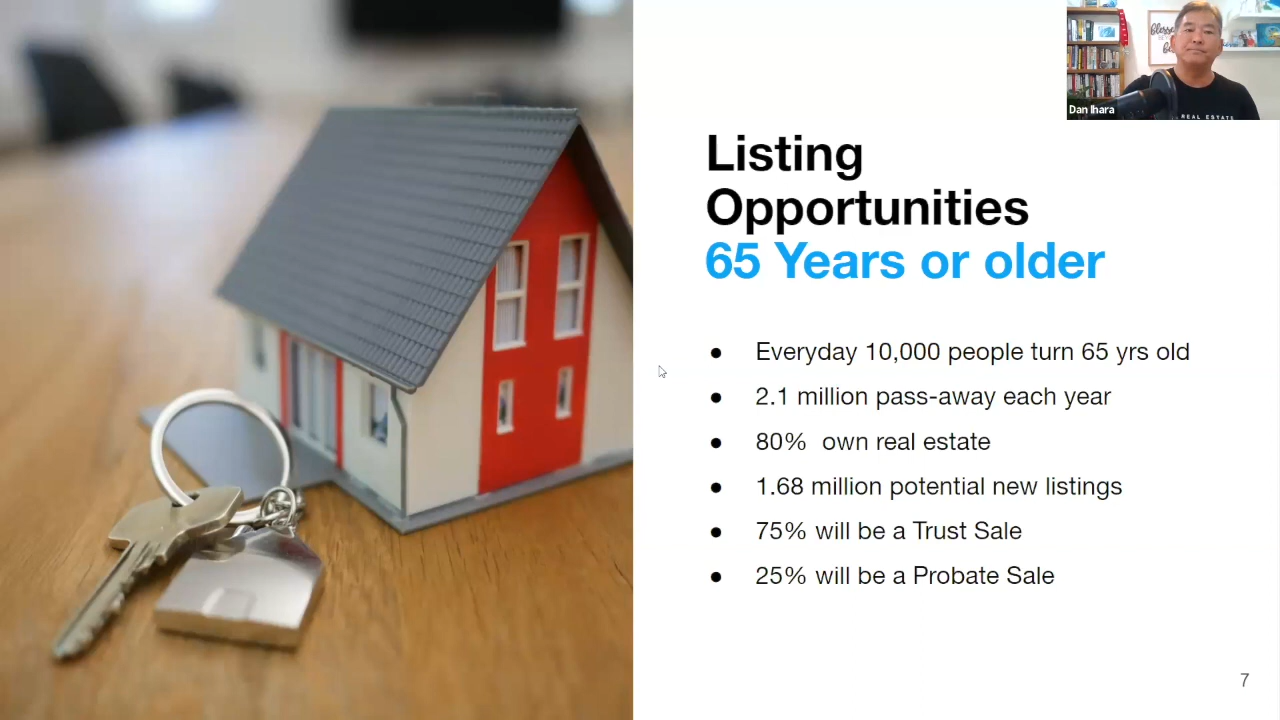 Listing
Opportunities
65 Years or older
● Everyday 10,000 people turn 65 yrs old
● 2.1 million pass-away each year
● 80%  own real estate
● 1.68 million potential new listings
● 75% will be a Trust Sale
● 25% will be a Probate Sale
7
Dan Ihara
REAL ESTATE